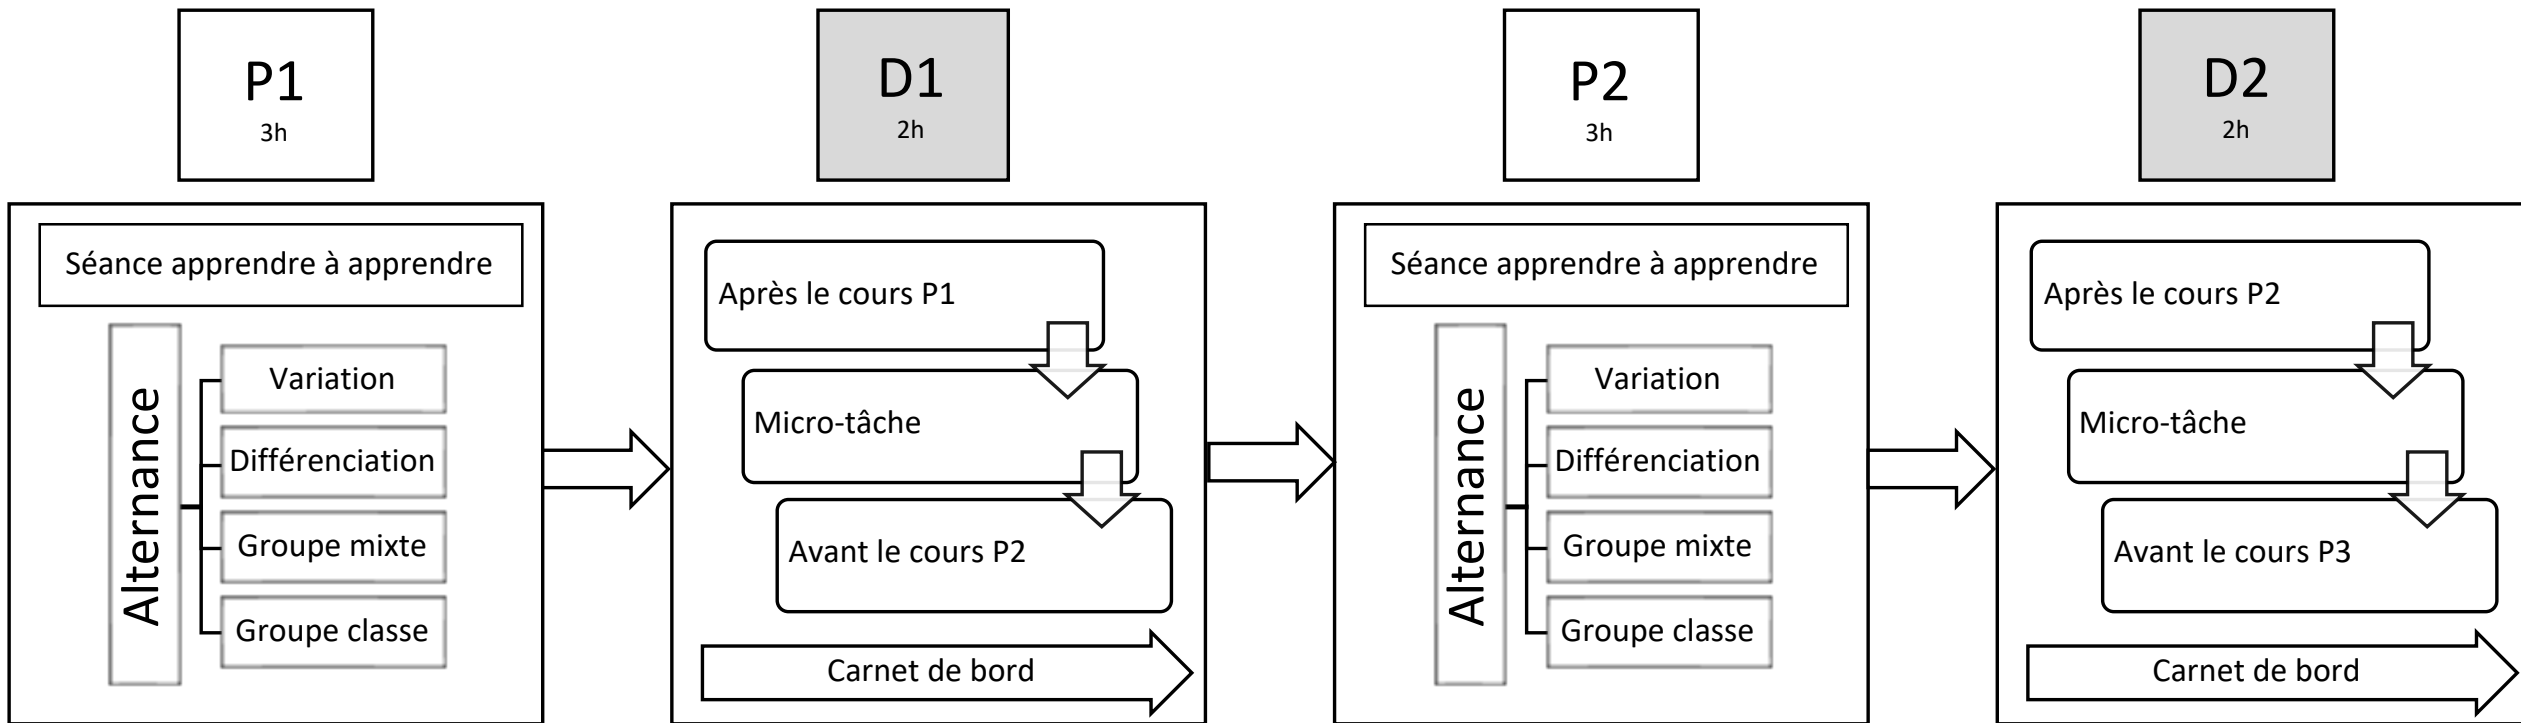 P1
3h
D1
2h
P2
3h
D2
2h
Séance apprendre à apprendre
Alternance
Variation
Différenciation
Groupe mixte
Groupe classe
Après le cours P1
Micro-tâche
Avant le cours P2
Carnet de bord
Séance apprendre à apprendre
Alternance
Variation
Différenciation
Groupe mixte
Groupe classe
Après le cours P2
Micro-tâche
Avant le cours P3
Carnet de bord